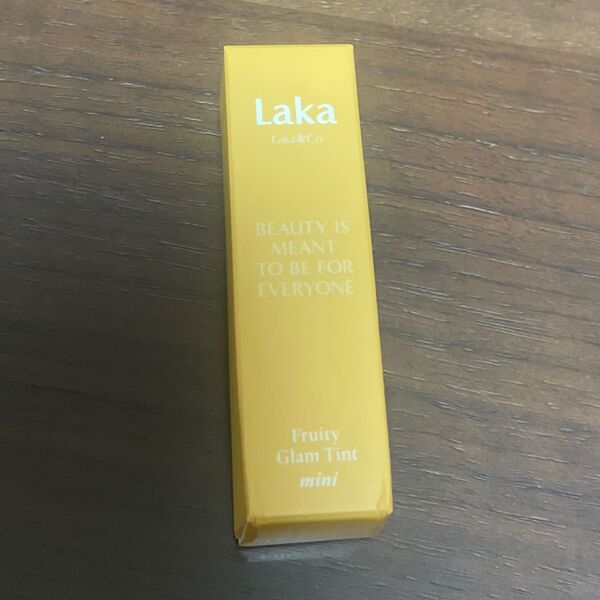 Laka
Laka&Co.
BEAUTY IS
MEANT
TO BE FOR
EVERYONE
Fruity
Glam Tint
mini